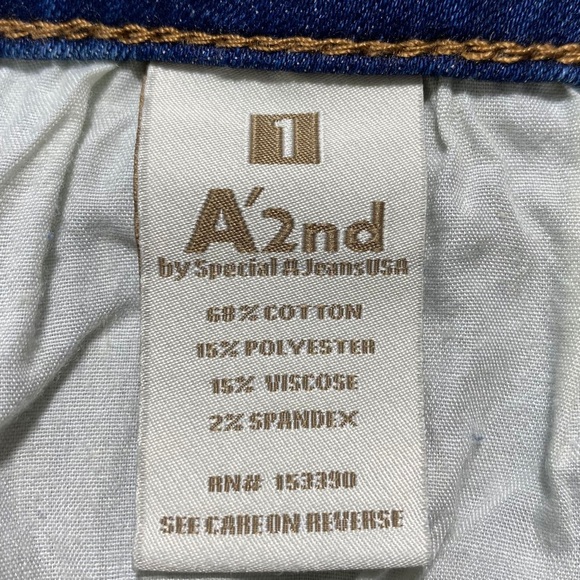 1
A'2nd
by Special A Jeans USA
68% COTTON
15% POLYESTER
15% VISCOSE
2% SPANDEX
RN# 153390
SEE CARE ON REVERSE